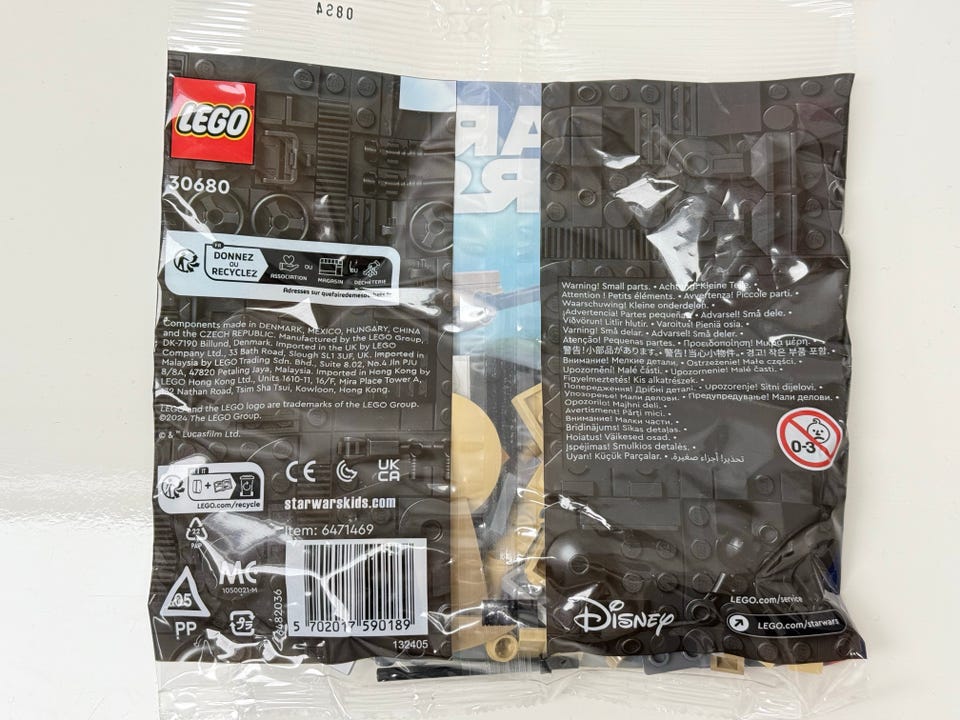 08S4
LEGO
30680
FR
DONNEZ
OU
RECYCLEZ
ASSOCIATION
OU
MAGASIN
OU
DÉCHÈTERIE
Components made in DENMARK, MEXICO, HUNGARY, CHINA
and the CZECH REPUBLIC. Manufactured by the LEGO Group,
DK-7190 Billund, Denmark. Imported in the UK by LEGO
Company Ltd., 33 Bath Road, Slough SL1 3UF, UK. Imported in
Malaysia by LEGO Trading Sdn. Bhd., Suite 8.02, No.4 Jln PJU
8/8A, 47820 Petaling Jaya, Malaysia. Imported in Hong Kong by
LEGO Hong Kong Ltd., Units 1610-11, 16/F, Mira Place Tower A,
132 Nathan Road, Tsim Sha Tsui, Kowloon, Hong Kong.
LEGO and the LEGO logo are trademarks of the LEGO Group.
©2024 The LEGO Group.
© & ™ Lucasfilm Ltd.
LEGO.com/recycle
CE
UK
CA
starwarskids.com
Item: 6471469
22
PAP
05
PP
MC
1050021-M
6482036
5 702017 590189
132405
AR
R
Warning! Small parts. •
Attention ! Petits éléments. • Avvertenza! Piccole parti. •
Waarschuwing! Kleine onderdelen. •
¡Advertencia! Partes pequeñas. • Advarsel! Små dele. •
Viðvörun! Litlir hlutir. • Varoitus! Pieniä osia. •
Varning! Små delar. • Advarsel! Små deler. •
Atenção! Pequenas partes. • Προειδοποίηση! Μικρά μέρη. •
警告!小部品があります。• 警告!当心小物件。• 경고! 작은 부품 포함. •
Внимание! Мелкие детали. • Ostrzeżenie! Małe części. •
Upozornění! Malé části. • Upozornenie! Malé časti. •
Figyelmeztetés! Kis alkatrészek. •
Попередження! Дрібні деталі. • Upozorenje! Sitni dijelovi. •
Упозорење! Мали делови. • Предупредување! Мали делови. •
Opozorilo! Majhni deli. •
Avertisment! Părți mici. •
Внимание! Малки части. •
Brīdinājums! Sīkas detaļas. •
Hoiatus! Väikesed osad. •
Įspėjimas! Smulkios detalės. •
Uyarı! Küçük Parçalar. • تحذير! أجزاء صغيرة.
0-3
Disney
LEGO.com/service
LEGO.com/starwars